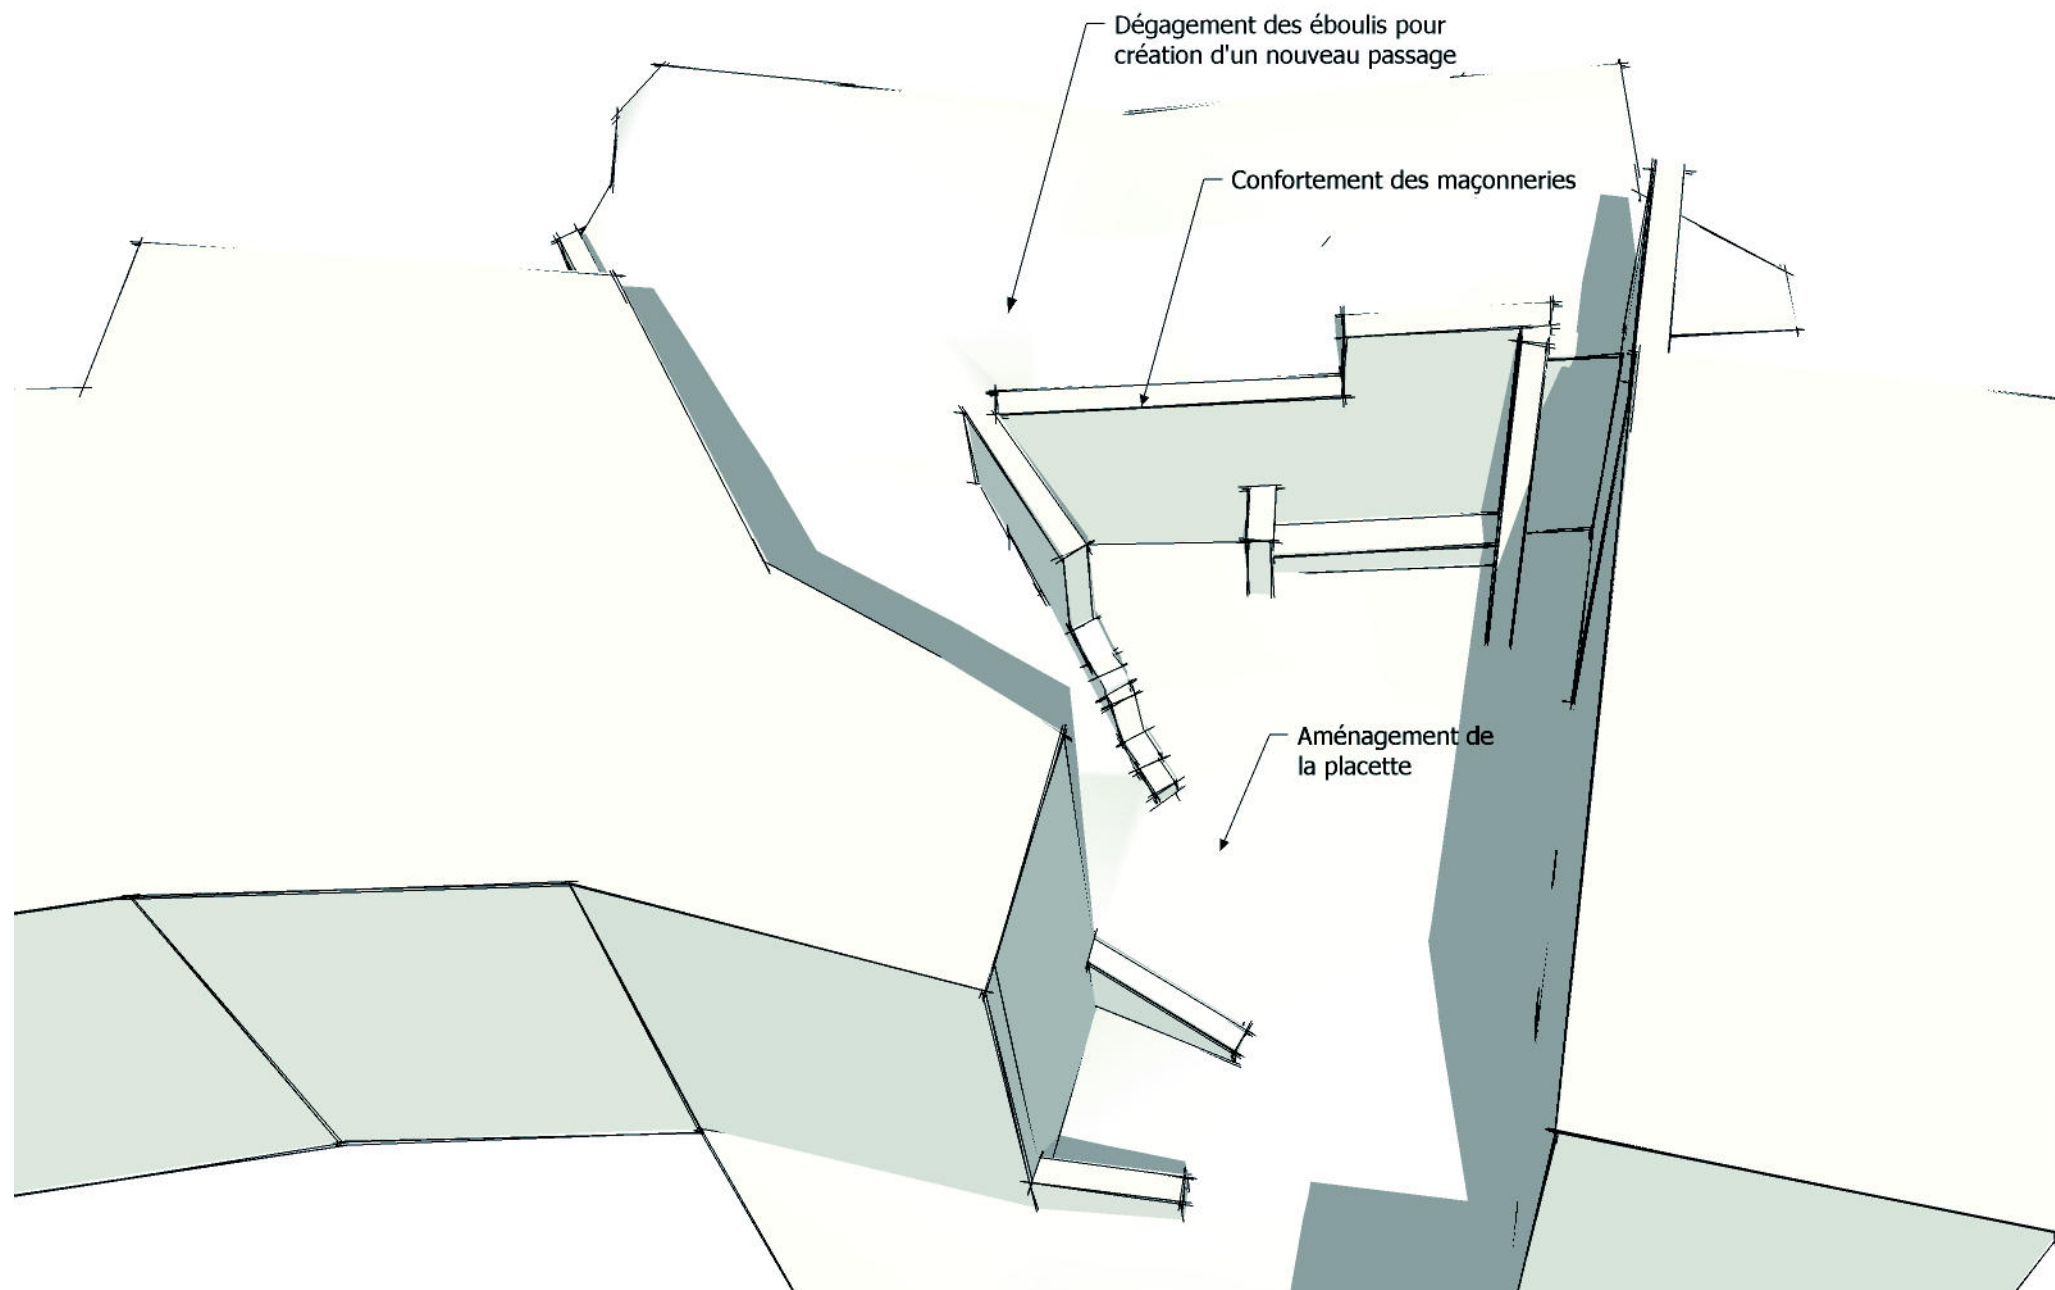 Dégagement des éboulis pour
création d'un nouveau passage
Confortement des maçonneries
Aménagement de
la placette